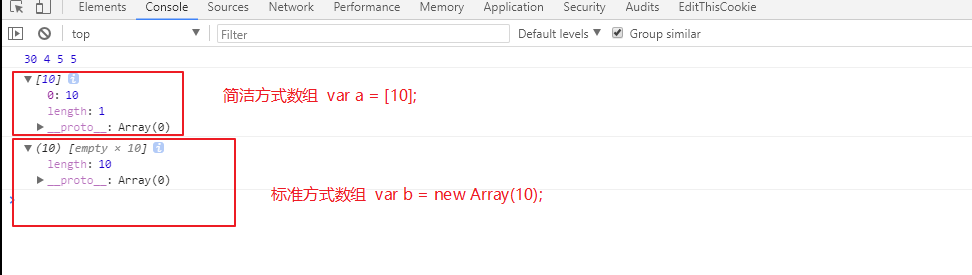 Elements Console Sources Network Performance Memory Application Security Audits EditThisCookie
top Filter Default levels Group similar
30 4 5 5
[10]
0: 10
简洁方式数组 var a = [10];
length: 1
__proto__: Array(0)
(10) [empty × 10]
length: 10
__proto__: Array(0)
标准方式数组 var b = new Array(10);